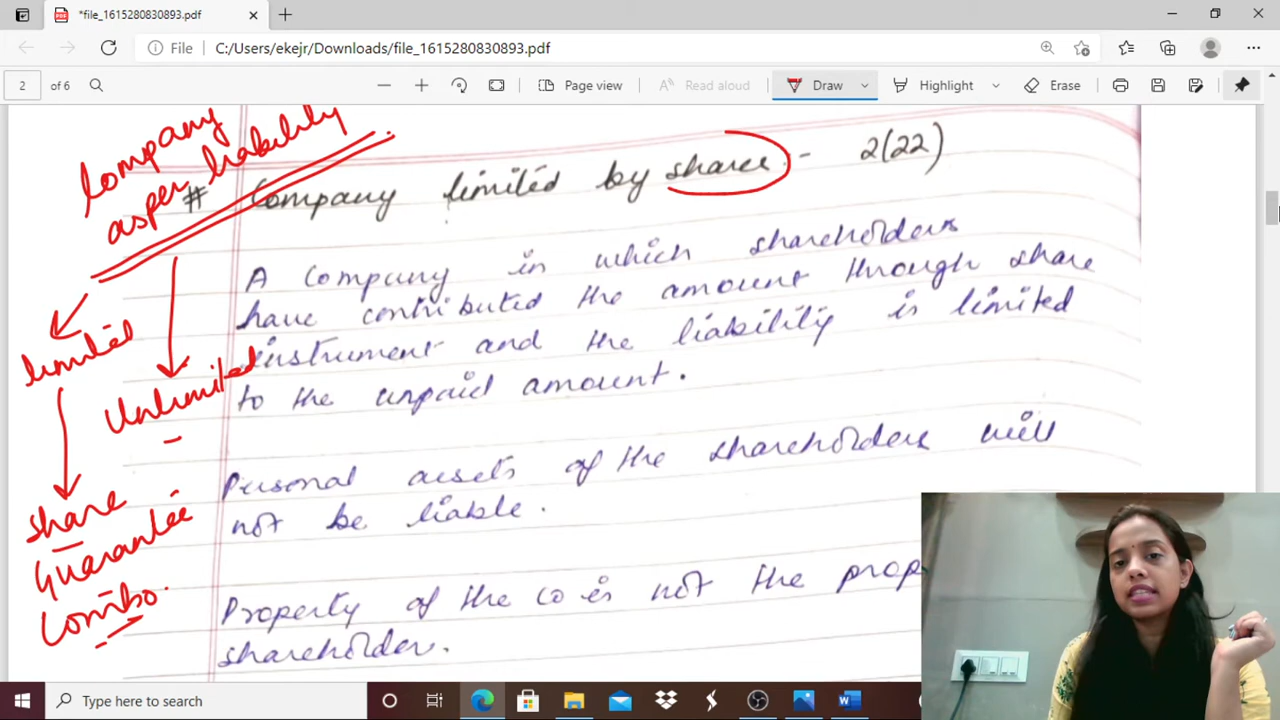 *file_1615280830893.pdf
File
C:/Users/ekejr/Downloads/file_1615280830893.pdf
2 of 6
Page view
Read aloud
Draw
Highlight
Erase
Company
as per liability
# Company limited by shares - 2(22)
A company in which shareholders
have contributed the amount through share
instrument and the liability is limited
to the unpaid amount.
Personal assets of the shareholders will
not be liable.
Property of the co is not the prop
shareholder.
limited
Unlimited
share
Guarantee
Combo.
Type here to search